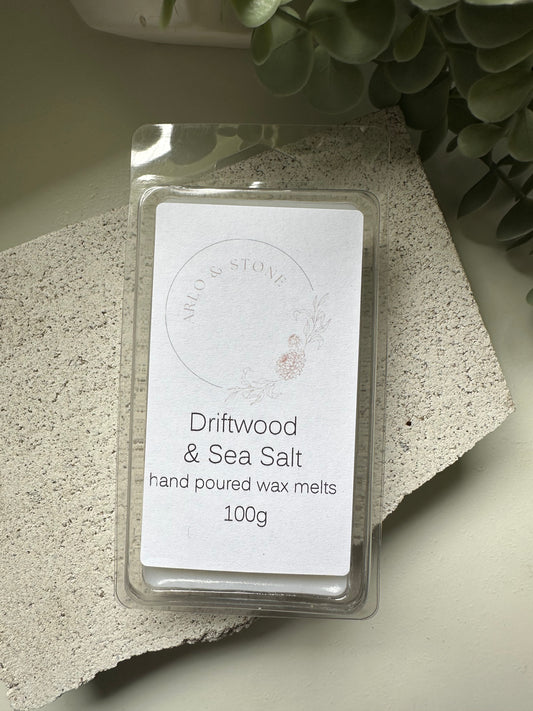 ARLO & STONE
Driftwood
& Sea Salt
hand poured wax melts
100g